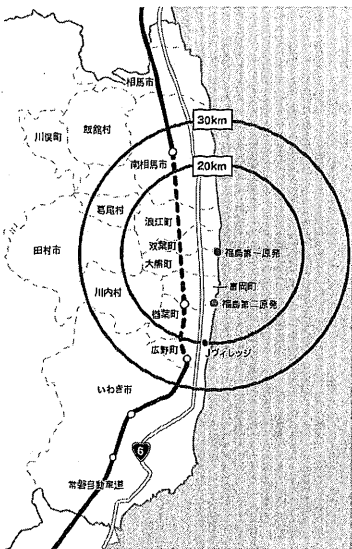 相馬市
30km
川俣町
飯館村
南相馬市
20km
葛尾村
浪江町
双葉町
大熊町
福島第一原発
田村市
川内村
富岡町
楢葉町
福島第二原発
広野町
Jヴィレッジ
いわき市
6
常磐自動車道